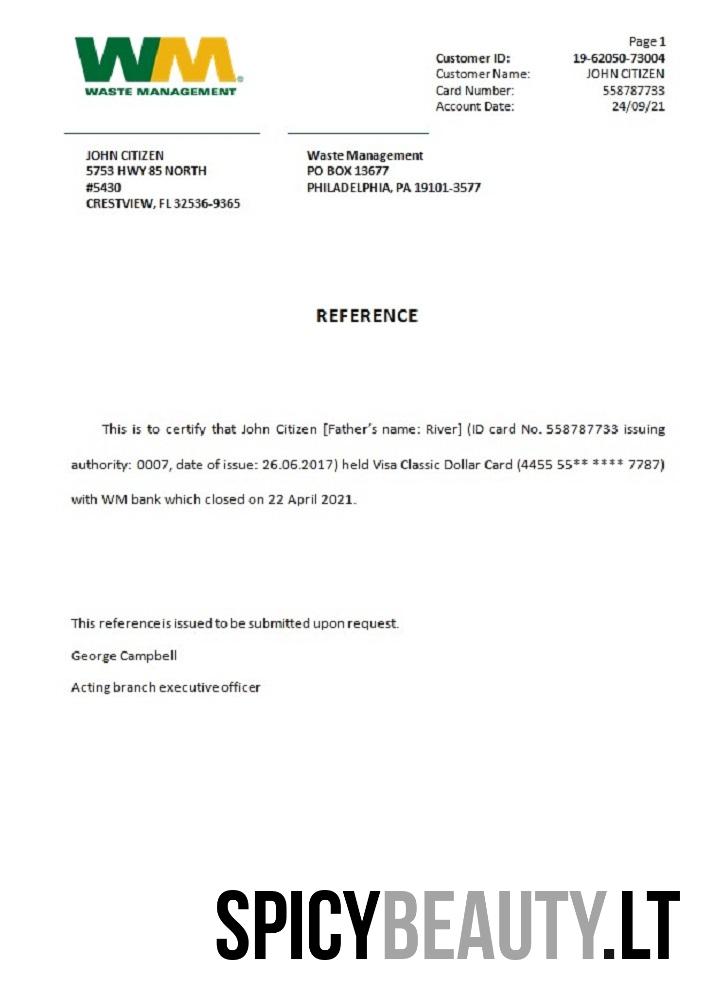 WM
WASTE MANAGEMENT
Page 1
Customer ID: 19-62050-73004
Customer Name: JOHN CITIZEN
Card Number: 558787733
Account Date: 24/09/21
JOHN CITIZEN
5753 HWY 85 NORTH
#5430
CRESTVIEW, FL 32536-9365
Waste Management
PO BOX 13677
PHILADELPHIA, PA 19101-3577
REFERENCE
This is to certify that John Citizen [Father's name: River] (ID card No. 558787733 issuing
authority: 0007, date of issue: 26.06.2017) held Visa Classic Dollar Card (4455 55** **** 7787)
with WM bank which closed on 22 April 2021.
This reference is issued to be submitted upon request.
George Campbell
Acting branch executive officer
SPICYBEAUTY.LT